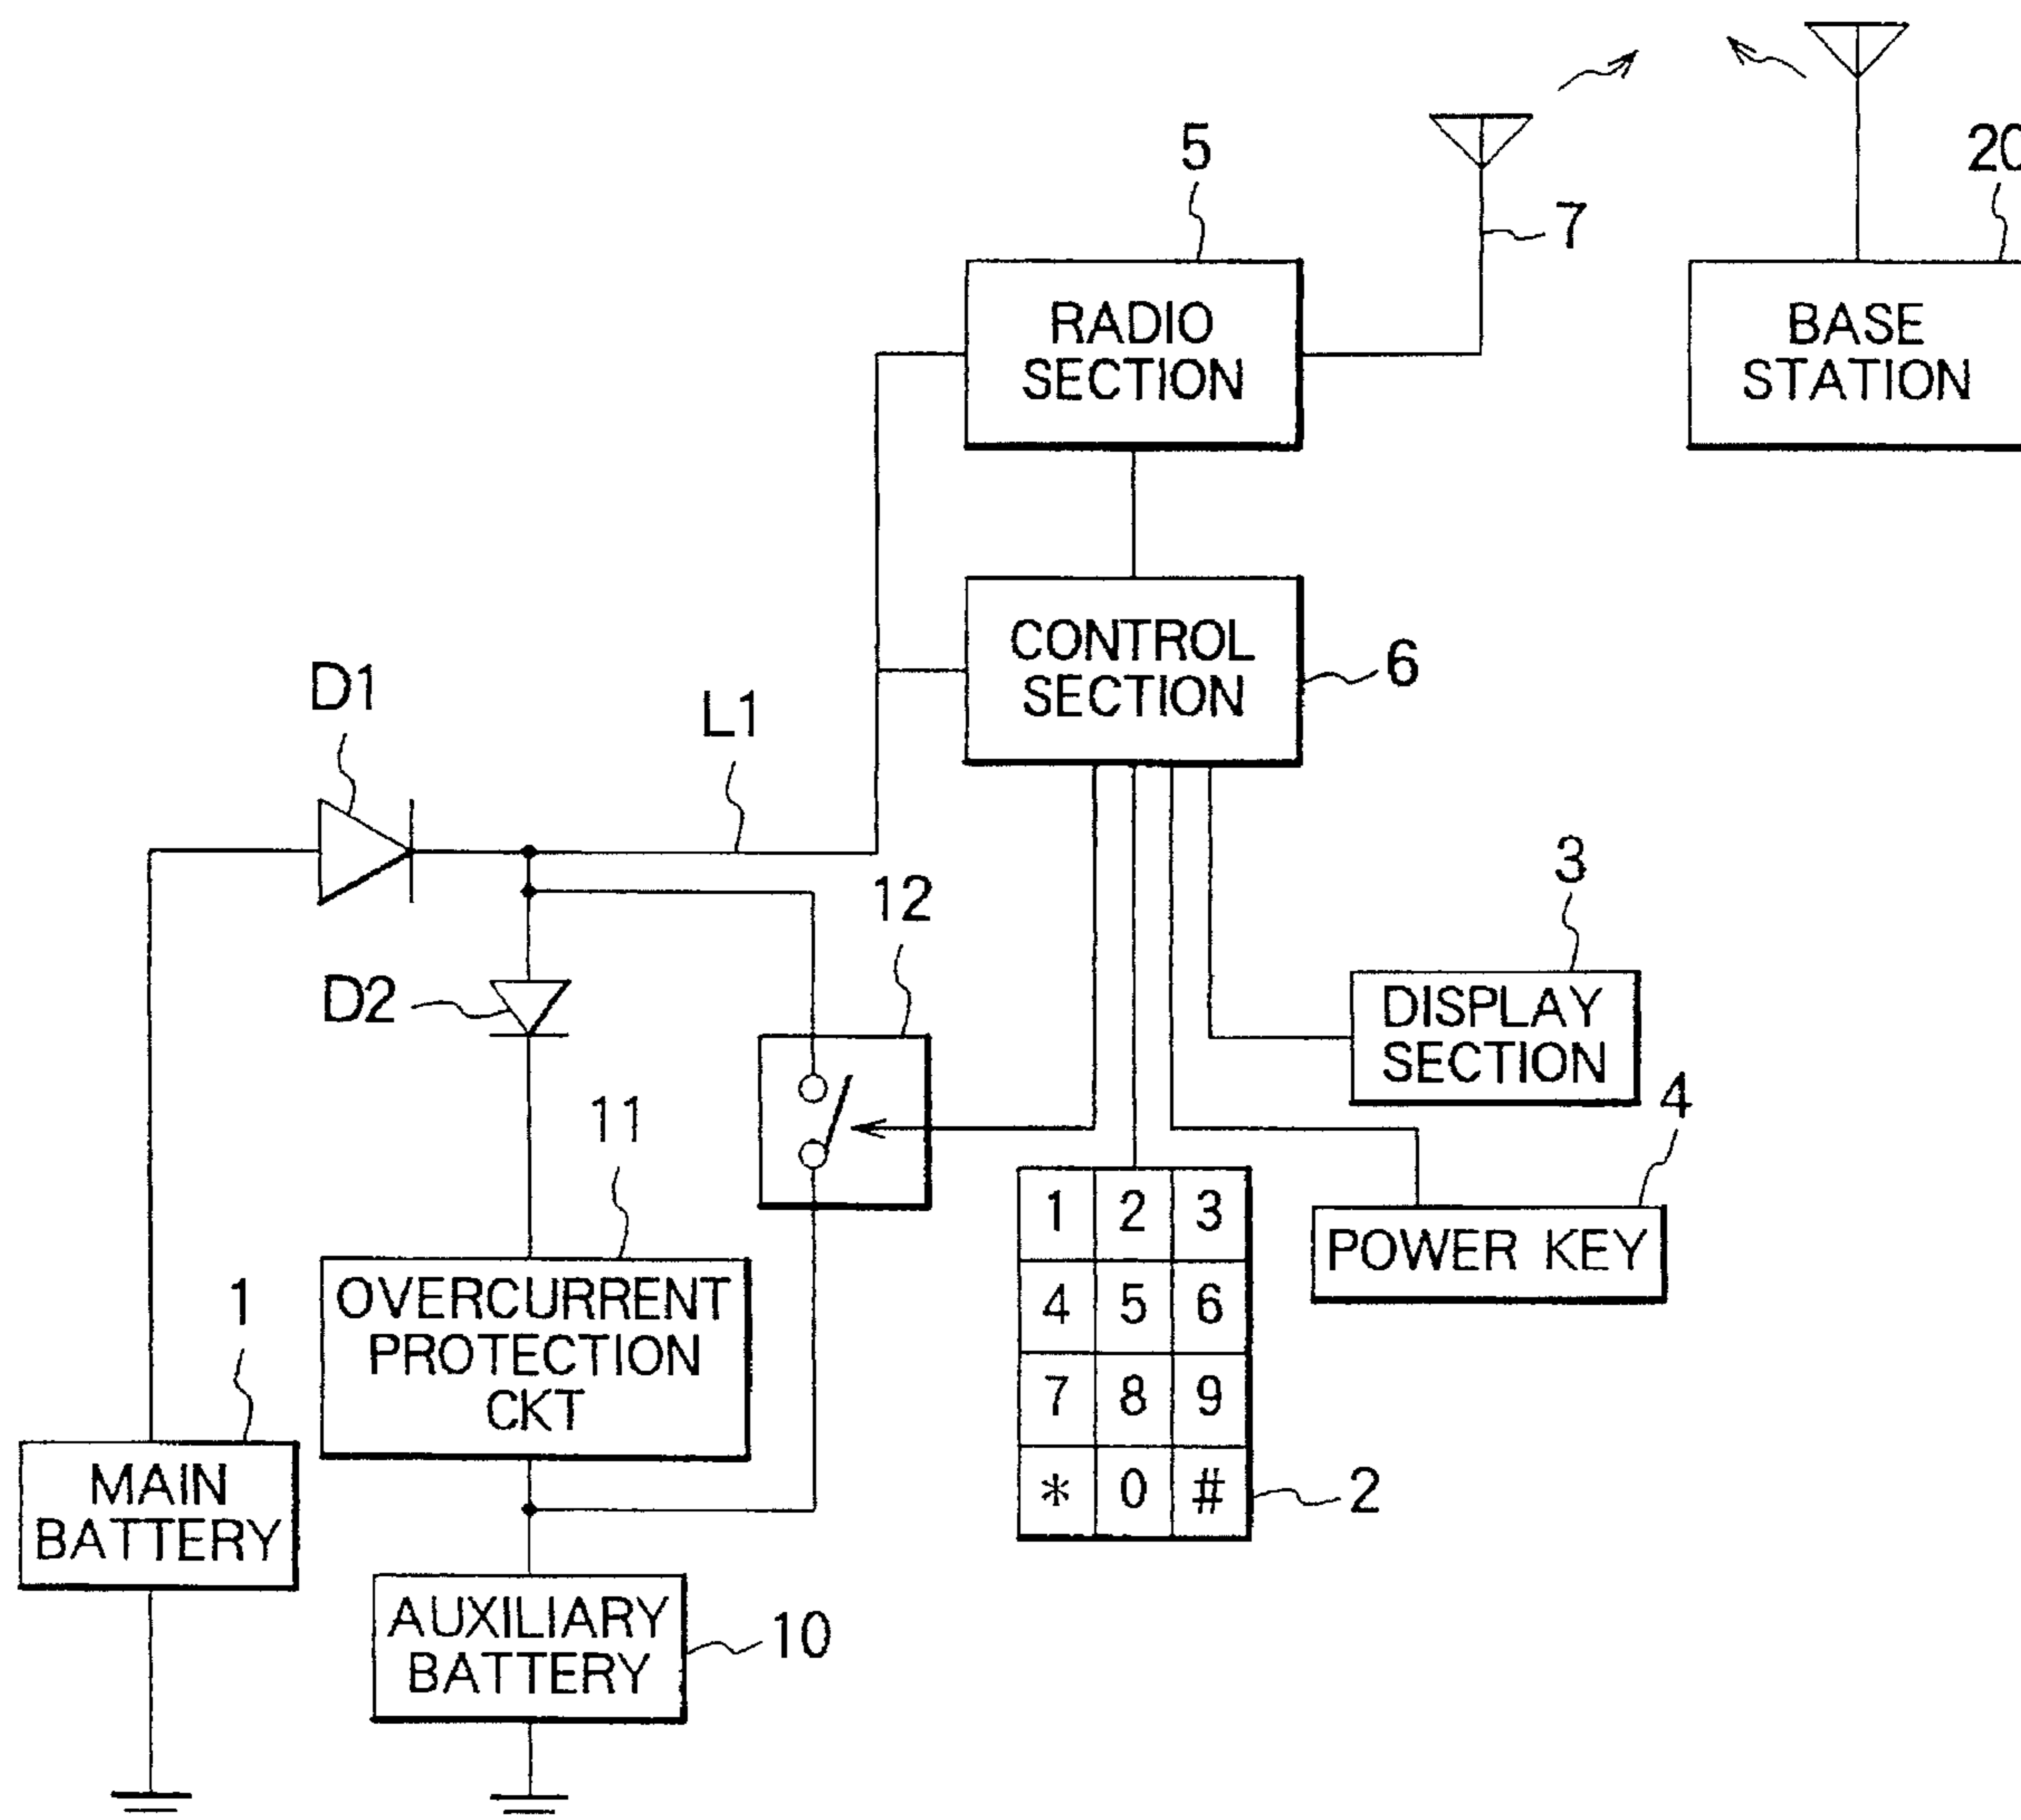 20
5
7
RADIO
SECTION
BASE
STATION
CONTROL
SECTION
6
D1
L1
3
12
D2
DISPLAY
SECTION
4
11
1 2 3
POWER KEY
OVERCURRENT
PROTECTION
CKT
1
4 5 6
7 8 9
MAIN
BATTERY
* 0 #
2
AUXILIARY
BATTERY
10